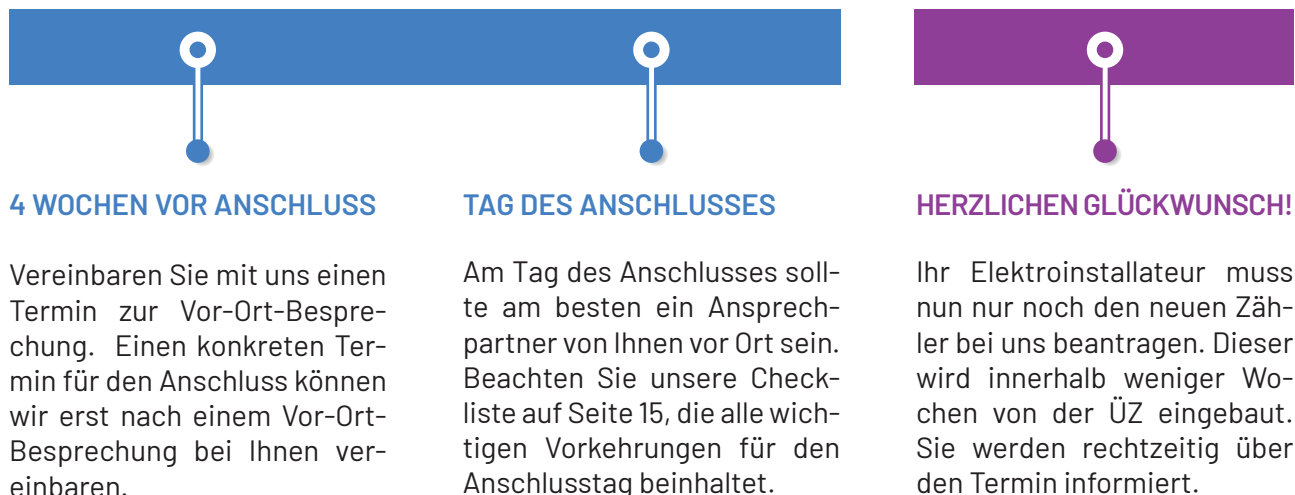 4 WOCHEN VOR ANSCHLUSS
Vereinbaren Sie mit uns einen
Termin zur Vor-Ort-Bespre-
chung. Einen konkreten Ter-
min für den Anschluss können
wir erst nach einem Vor-Ort-
Besprechung bei Ihnen ver-
einbaren.
TAG DES ANSCHLUSSES
Am Tag des Anschlusses soll-
te am besten ein Ansprech-
partner von Ihnen vor Ort sein.
Beachten Sie unsere Check-
liste auf Seite 15, die alle wich-
tigen Vorkehrungen für den
Anschlusstag beinhaltet.
HERZLICHEN GLÜCKWUNSCH!
Ihr Elektroinstallateur muss
nun nur noch den neuen Zäh-
ler bei uns beantragen. Dieser
wird innerhalb weniger Wo-
chen von der ÜZ eingebaut.
Sie werden rechtzeitig über
den Termin informiert.